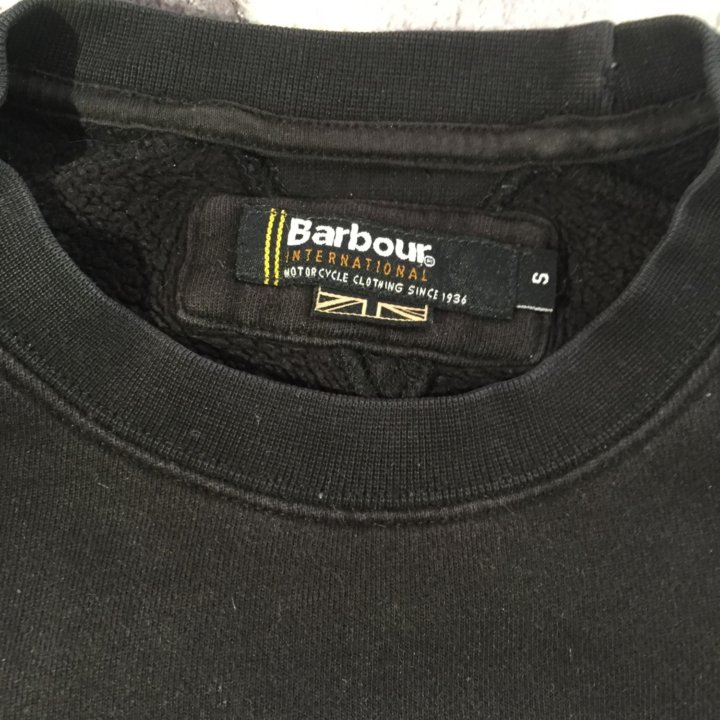 Barbour
INTERNATIONAL
MOTORCYCLE CLOTHING SINCE 1936
S